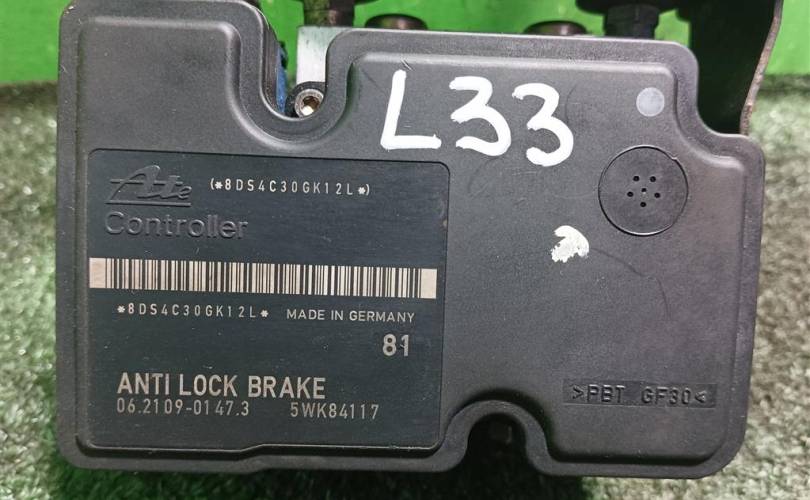 L33
Ate (*8DS4C30GK12L*)
Controller
*8DS4C30GK12L* MADE IN GERMANY
81
ANTI LOCK BRAKE
06.2109-0147.3 5WK84117
>PBT GF30<